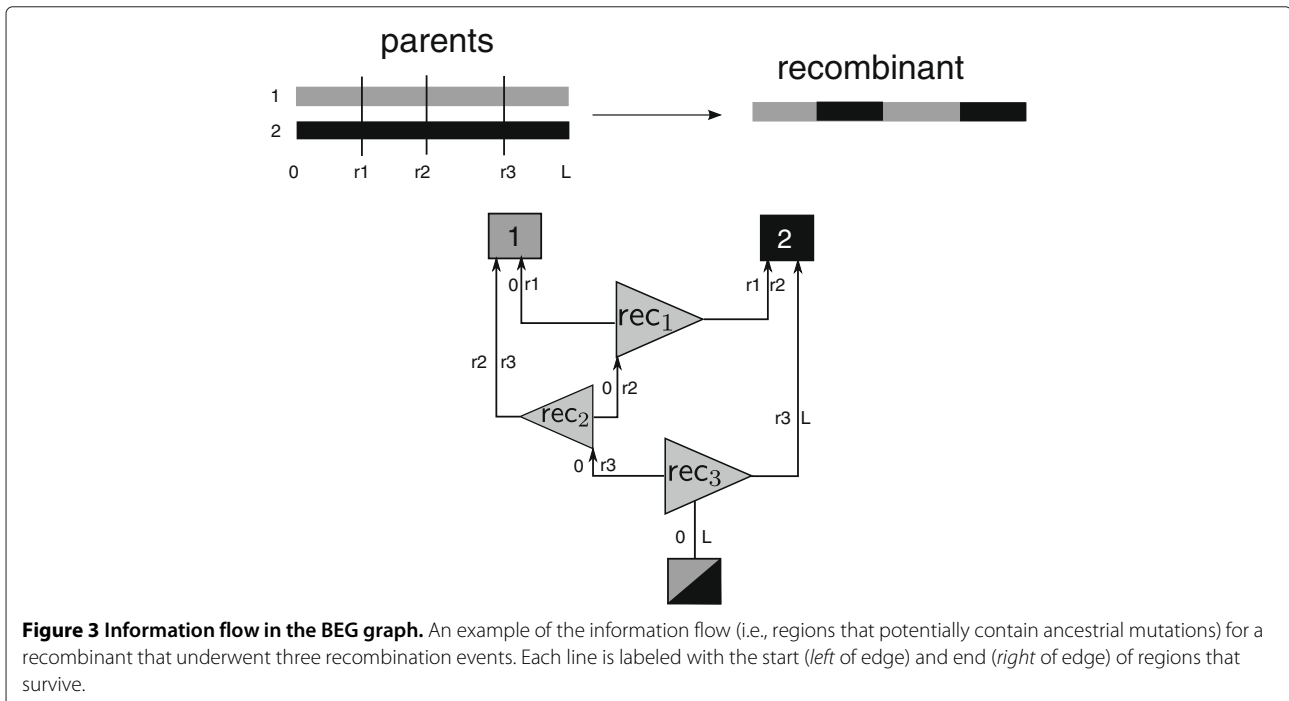 parents
recombinant
1
2
0 r1 r2 r3 L
1
2
0 r1
r1 r2
rec₁
r2 r3
0 r2
rec₂
r3 L
0 r3
rec₃
0 L
Figure 3 Information flow in the BEG graph. An example of the information flow (i.e., regions that potentially contain ancestrial mutations) for a
recombinant that underwent three recombination events. Each line is labeled with the start (left of edge) and end (right of edge) of regions that
survive.